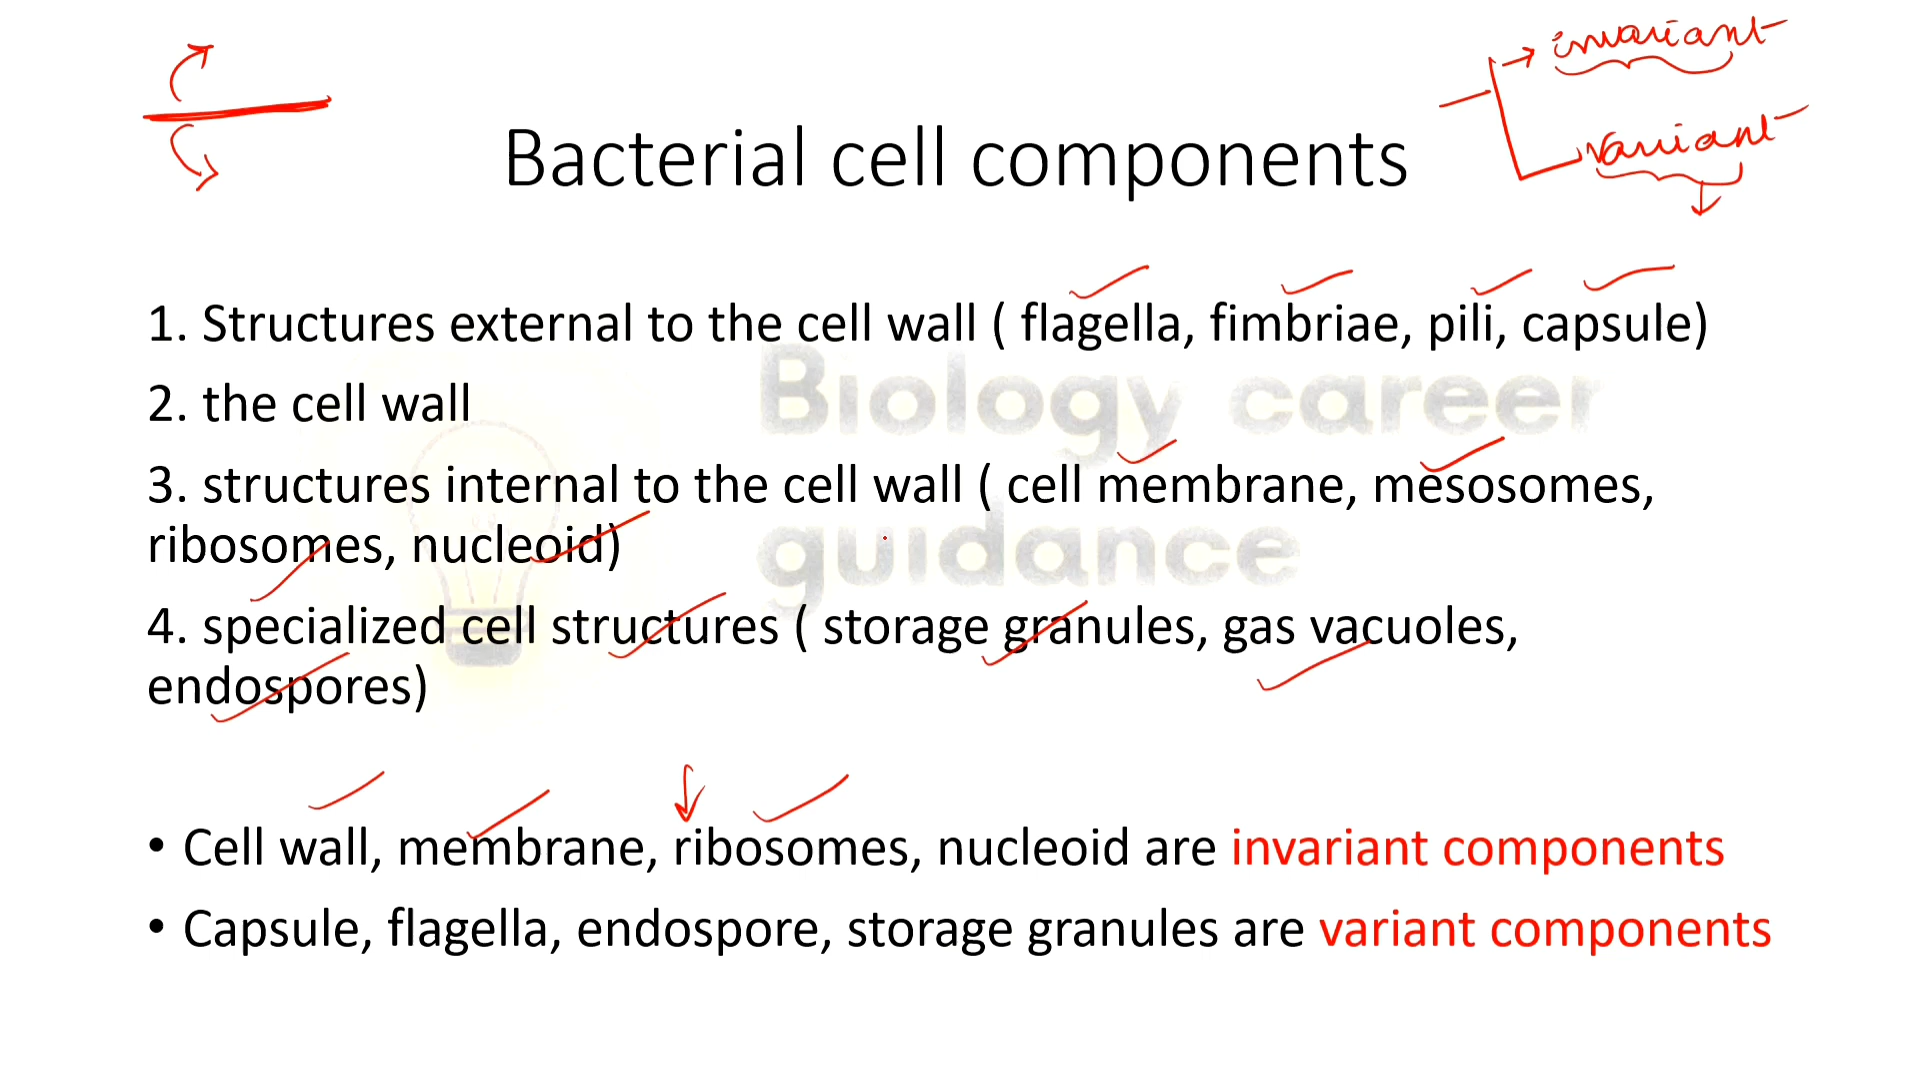 invariant
variant
Bacterial cell components
1. Structures external to the cell wall ( flagella, fimbriae, pili, capsule)
Biology career
2. the cell wall
3. structures internal to the cell wall ( cell membrane, mesosomes,
ribosomes, nucleoid)
guidance
4. specialized cell structures ( storage granules, gas vacuoles,
endospores)
• Cell wall, membrane, ribosomes, nucleoid are invariant components
• Capsule, flagella, endospore, storage granules are variant components